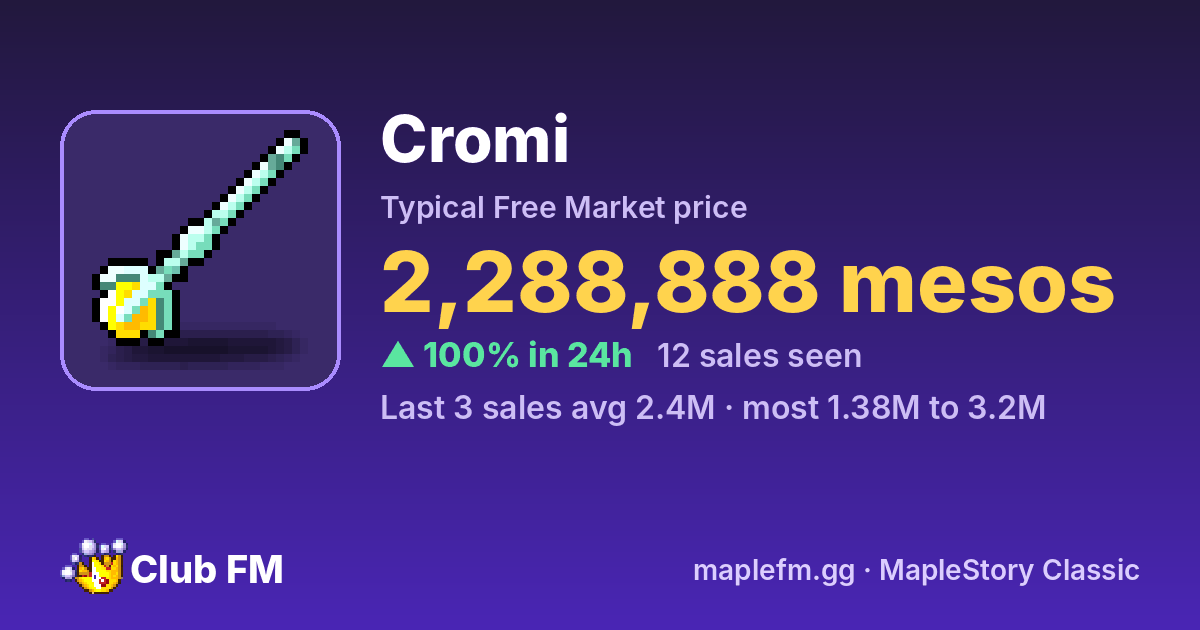 Cromi
Typical Free Market price
2,288,888 mesos
▲ 100% in 24h 12 sales seen
Last 3 sales avg 2.4M · most 1.38M to 3.2M
Club FM
maplefm.gg · MapleStory Classic